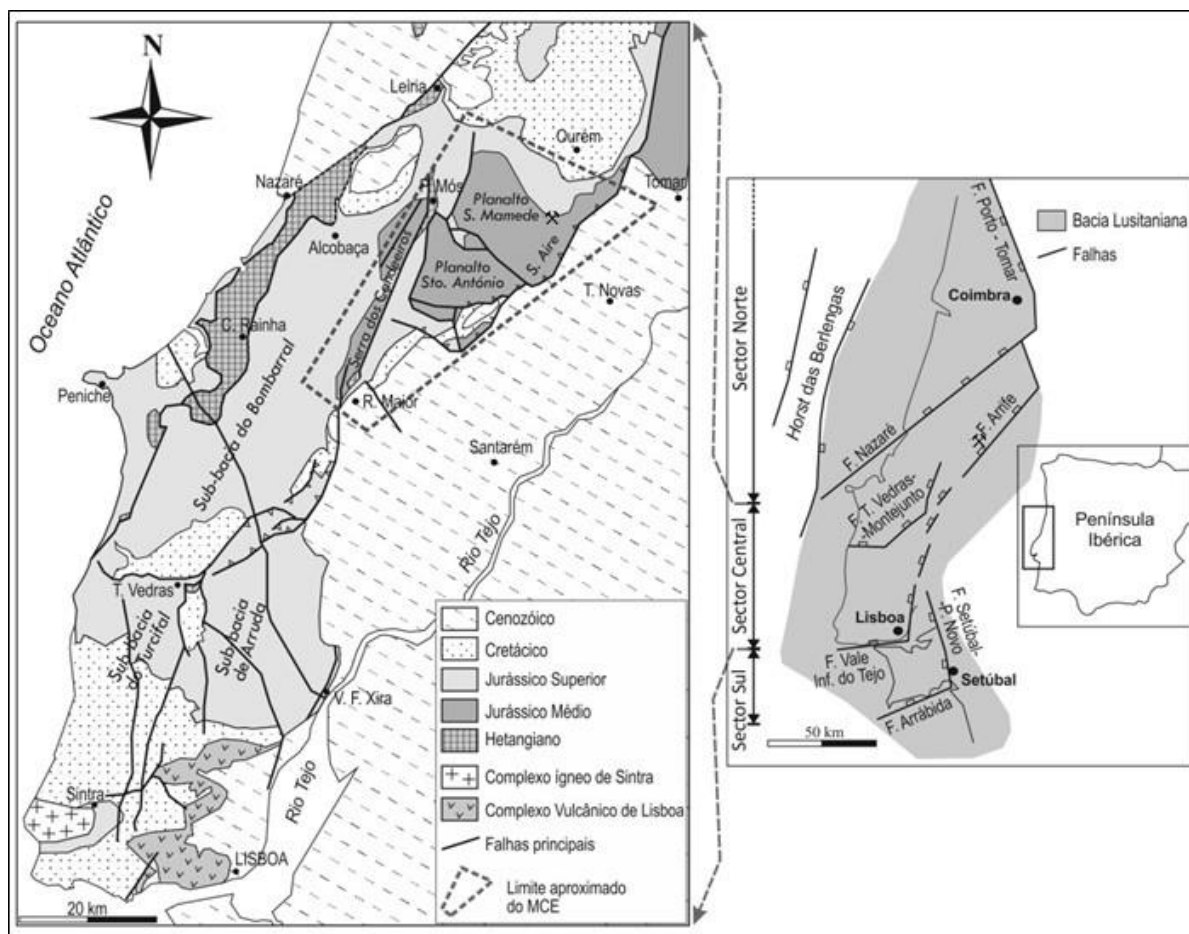 N
Leiria
Ourém
Nazaré
P. Mós
Tomar
Planalto
S. Mamede
Alcobaça
S. Aire
Oceano Atlântico
Serra dos Candeeiros
Planalto
Sto. António
T. Novas
C. Rainha
Peniche
Sub-bacia do Bombarral
R. Maior
Santarém
Rio Tejo
T. Vedras
Sub-bacia
do Turcifal
Sub-bacia
de Arruda
V. F. Xira
Sintra
Rio Tejo
LISBOA
20 km
Cenozóico
Cretácico
Jurássico Superior
Jurássico Médio
Hetangiano
Complexo ígneo de Sintra
Complexo Vulcânico de Lisboa
Falhas principais
Limite aproximado
do MCE
Sector Norte
Sector Central
Sector Sul
F. Porto - Tomar
Bacia Lusitaniana
Falhas
Coimbra
Horst das Berlengas
F. Nazaré
F. Arrife
F. T. Vedras-
-Montejunto
Península
Ibérica
Lisboa
F. Setúbal-
-P. Novo
F. Vale
Inf. do Tejo
Setúbal
F. Arrábida
50 km